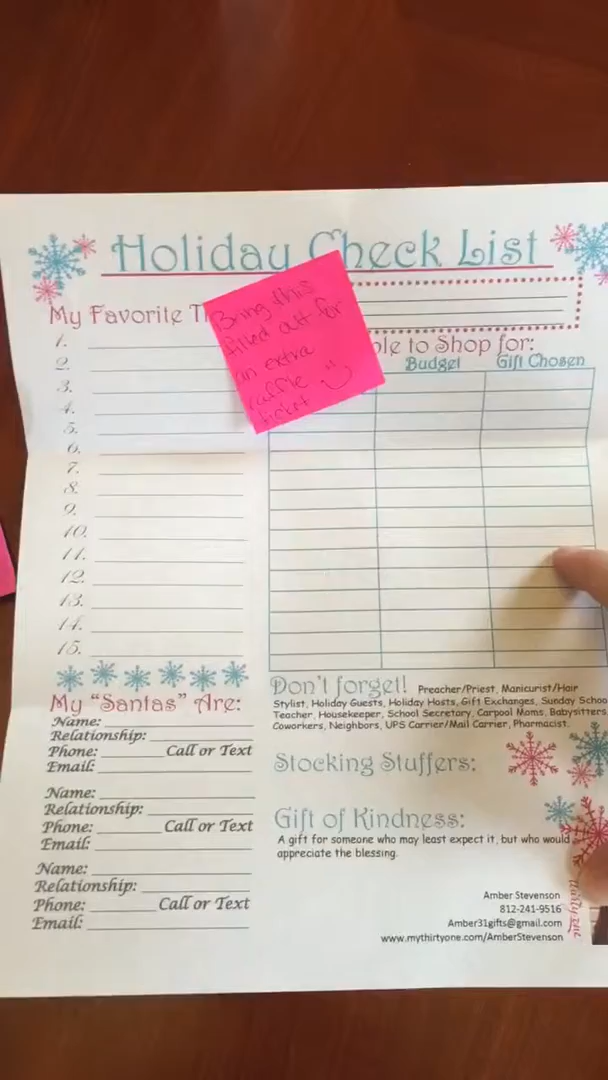 Holiday Check List
Bring this
filled out for
an extra
raffle
ticket
My Favorite
1.
2.
3.
4.
5.
6.
7.
8.
9.
10.
11.
12.
13.
14.
15.
ple to Shop for:
Budget Gift Chosen
My "Santas" Are:
Name:
Relationship:
Phone: Call or Text
Email:
Name:
Relationship:
Phone: Call or Text
Email:
Name:
Relationship:
Phone: Call or Text
Email:
Don't forget! Preacher/Priest, Manicurist/Hair
Stylist, Holiday Guests, Holiday Hosts, Gift Exchanges, Sunday Schoo
Teacher, Housekeeper, School Secretary, Carpool Moms, Babysitters,
Coworkers, Neighbors, UPS Carrier/Mail Carrier, Pharmacist.
Stocking Stuffers:
Gift of Kindness:
A gift for someone who may least expect it, but who would
appreciate the blessing.
Amber Stevenson
812-241-9516
Amber31gifts@gmail.com
www.mythirtyone.com/AmberStevenson
thirty-one